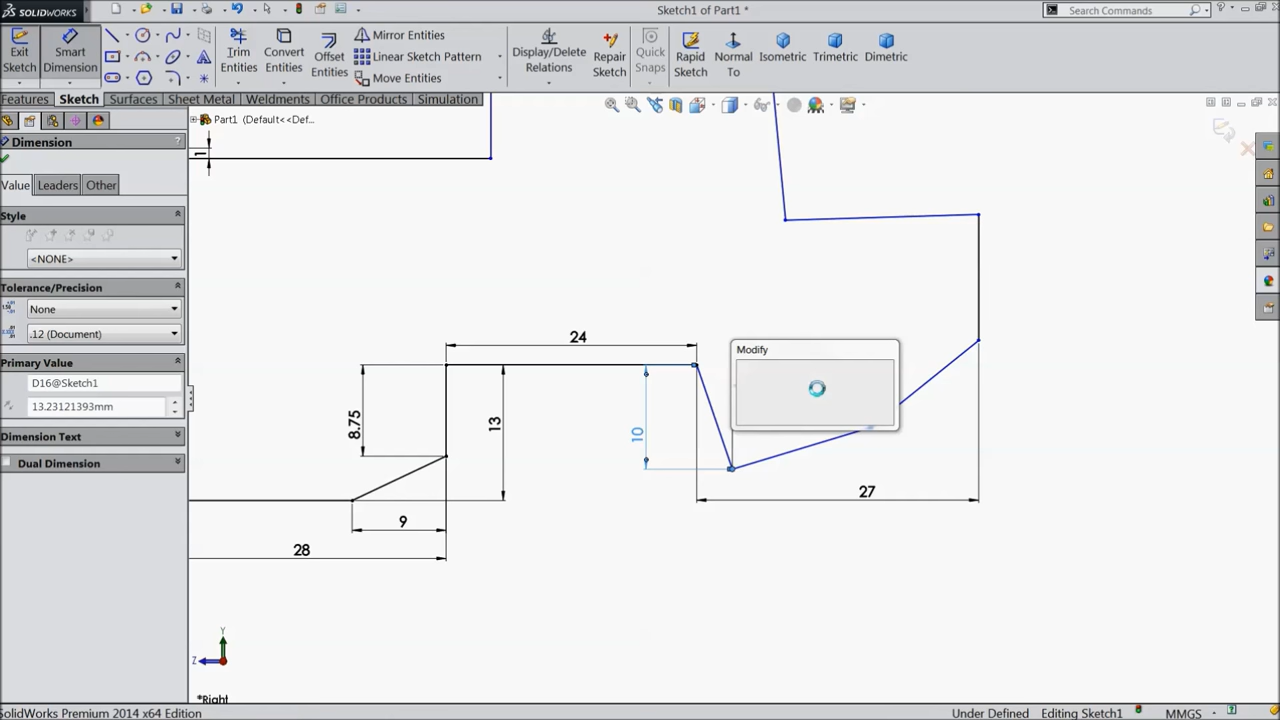 SOLIDWORKS
Sketch1 of Part1 *
Search Commands
Exit Sketch
Smart Dimension
Trim Entities
Convert Entities
Offset Entities
Mirror Entities
Linear Sketch Pattern
Move Entities
Display/Delete Relations
Repair Sketch
Quick Snaps
Rapid Sketch
Normal To
Isometric
Trimetric
Dimetric
Features
Sketch
Surfaces
Sheet Metal
Weldments
Office Products
Simulation
Part1 (Default<<Def...
Dimension
?
Value
Leaders
Other
Style
<NONE>
Tolerance/Precision
None
.12 (Document)
Primary Value
D16@Sketch1
13.23121393mm
Dimension Text
Dual Dimension
1
24
Modify
8.75
13
10
27
9
28
Y
Z
*Right
SolidWorks Premium 2014 x64 Edition
Under Defined
Editing Sketch1
MMGS